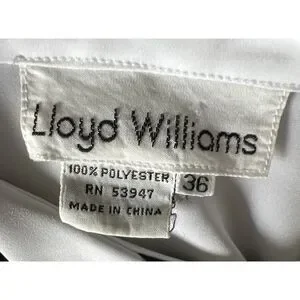 Lloyd Williams
100% POLYESTER
RN 53947
MADE IN CHINA
36